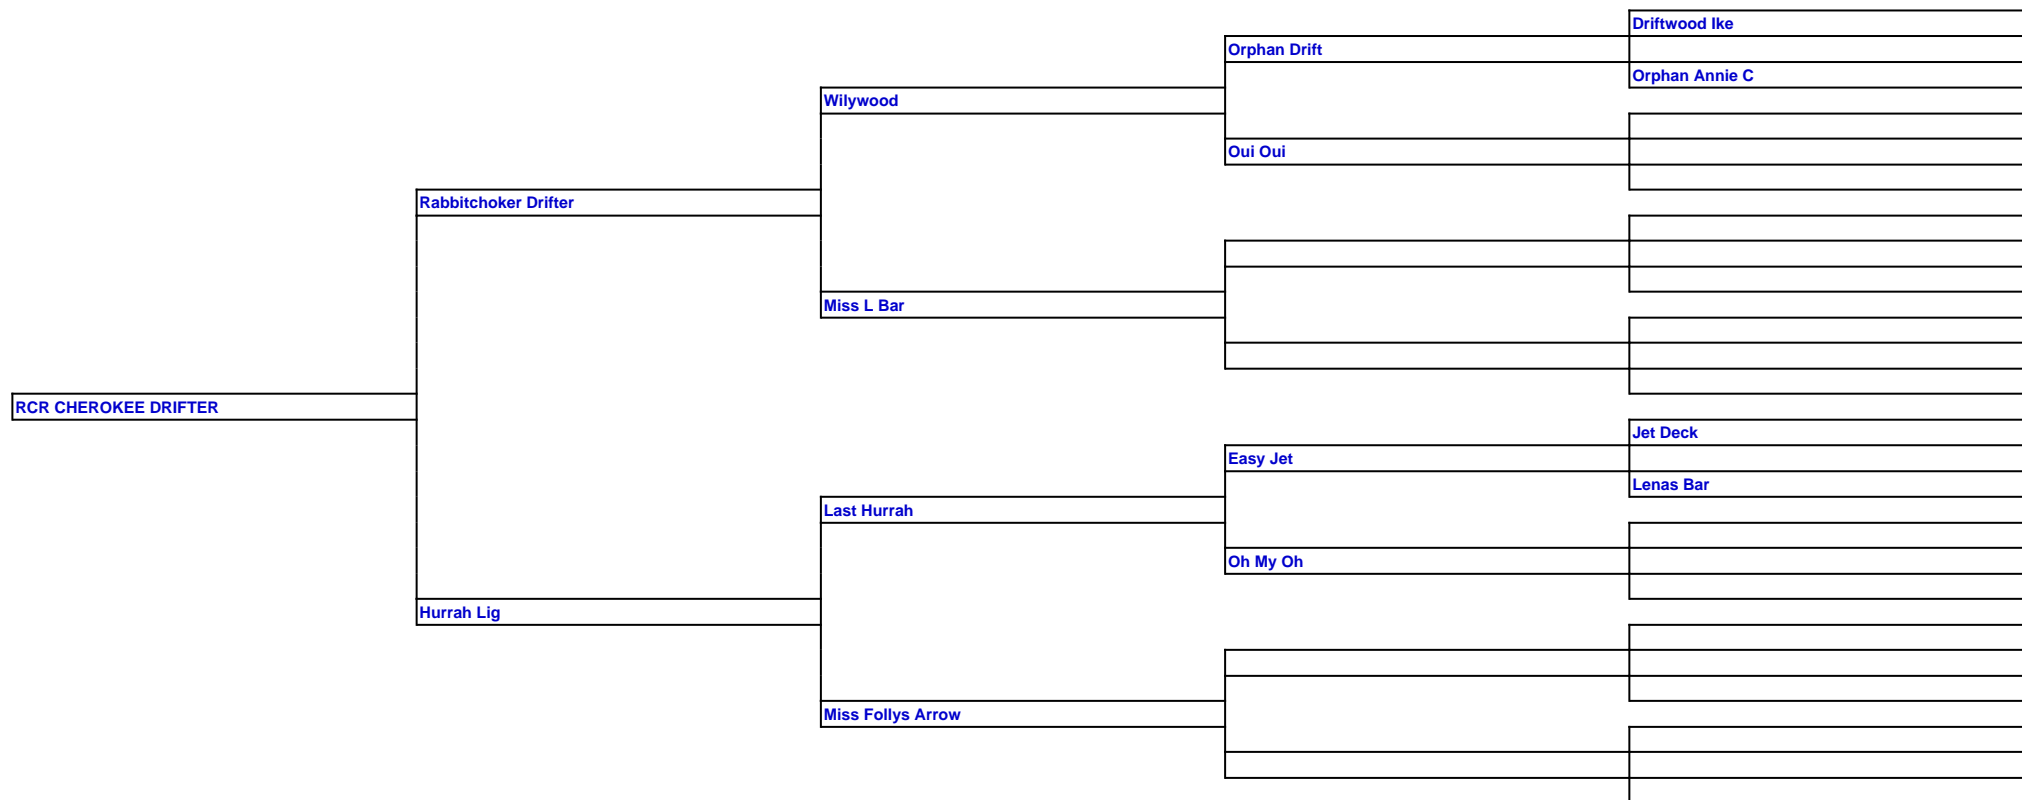 Driftwood Ike
Orphan Drift
Orphan Annie C
Wilywood
Oui Oui
Rabbitchoker Drifter
Miss L Bar
RCR CHEROKEE DRIFTER
Jet Deck
Easy Jet
Lenas Bar
Last Hurrah
Oh My Oh
Hurrah Lig
Miss Follys Arrow